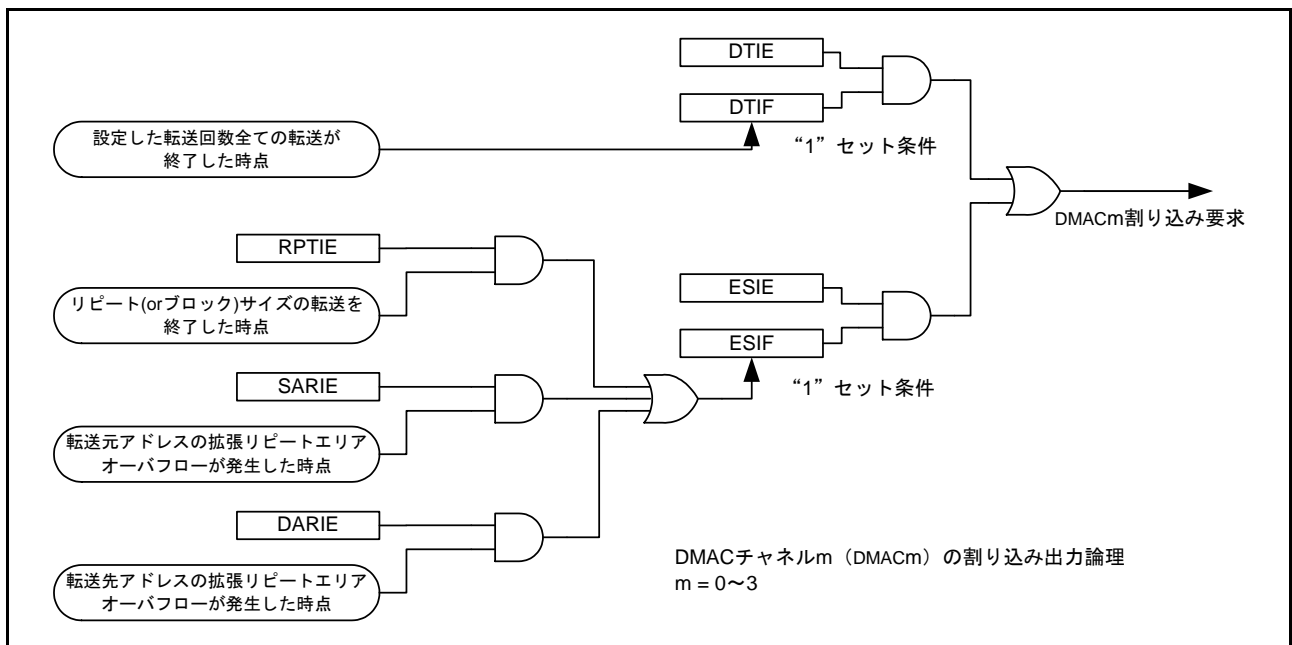 DTIE
DTIF
“1”セット条件
設定した転送回数全ての転送が
終了した時点
DMACm割り込み要求
RPTIE
リピート(orブロック)サイズの転送を
終了した時点
ESIE
ESIF
“1”セット条件
SARIE
転送元アドレスの拡張リピートエリア
オーバフローが発生した時点
DARIE
転送先アドレスの拡張リピートエリア
オーバフローが発生した時点
DMACチャネルm（DMACm）の割り込み出力論理
m = 0～3